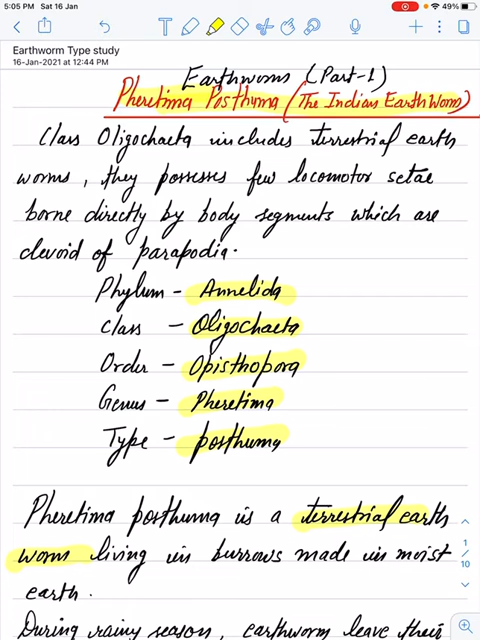 5:05 PM Sat 16 Jan
49%
Earthworm Type study
16-Jan-2021 at 12:44 PM
Earthworms (Part-1)
Pheretima Posthuma (The Indian Earthworm)
Class Oligochaeta includes terrestrial earth
worms, they possesses few locomotor setae
borne directly by body segments which are
devoid of parapodia.
Phylum - Annelida
Class - Oligochaeta
Order - Opisthopora
Genus - Pheretima
Type - posthuma
Pheretima posthuma is a terrestrial earth
worm living in burrows made in moist
earth.
1
/
10
During rainy season, earthworm leave their